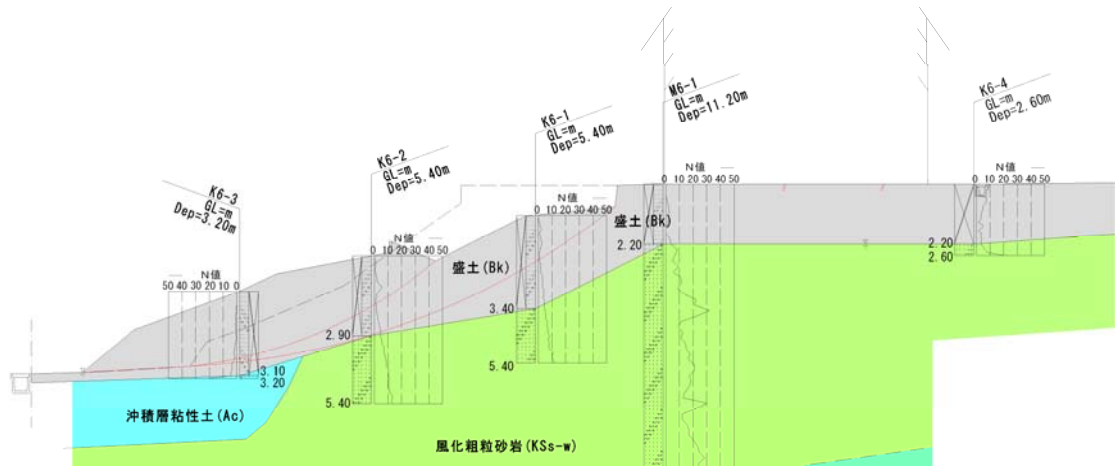 K6-3
GL=m
Dep=3.20m
N値
50 40 30 20 10 0
3.10
3.20
K6-2
GL=m
Dep=5.40m
N値
0 10 20 30 40 50
2.90
5.40
K6-1
GL=m
Dep=5.40m
N値
0 10 20 30 40 50
3.40
5.40
M6-1
GL=m
Dep=11.20m
N値
0 10 20 30 40 50
2.20
K6-4
GL=m
Dep=2.60m
N値
0 10 20 30 40 50
2.20
2.60
盛土(Bk)
盛土(Bk)
沖積層粘性土(Ac)
風化粗粒砂岩(KSs-w)